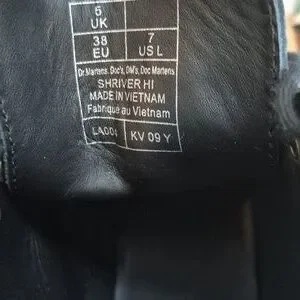 5
UK
38 7
EU US L
Dr. Martens, Doc's, DM's, Doc Martens
SHRIVER HI
MADE IN VIETNAM
Fabriqué au Vietnam
KV 09 Y